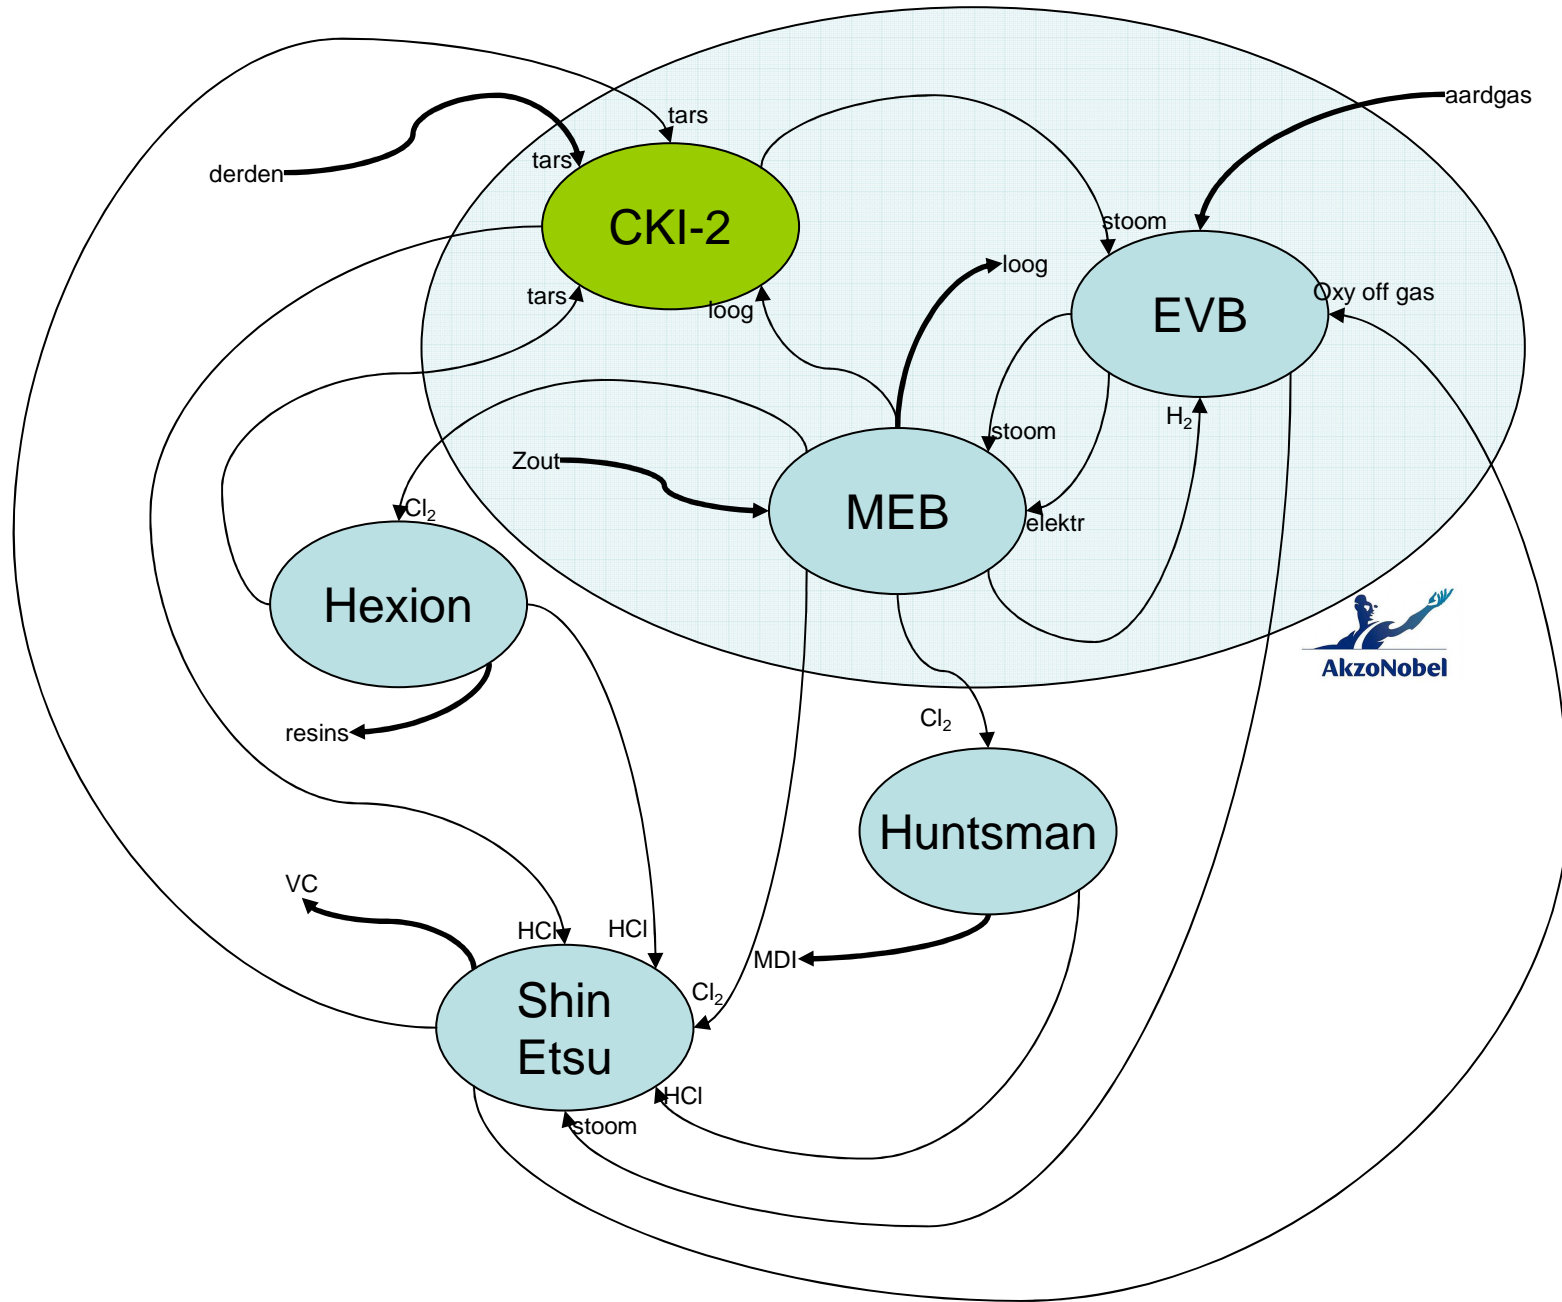 tars
aardgas
derden
tars
CKI-2
stoom
loog
tars
loog
Oxy off gas
EVB
H₂
stoom
Zout
Cl₂
MEB
elektr
Hexion
AkzoNobel
resins
Cl₂
Huntsman
VC
HCl
HCl
MDI
Cl₂
Shin
Etsu
HCl
stoom